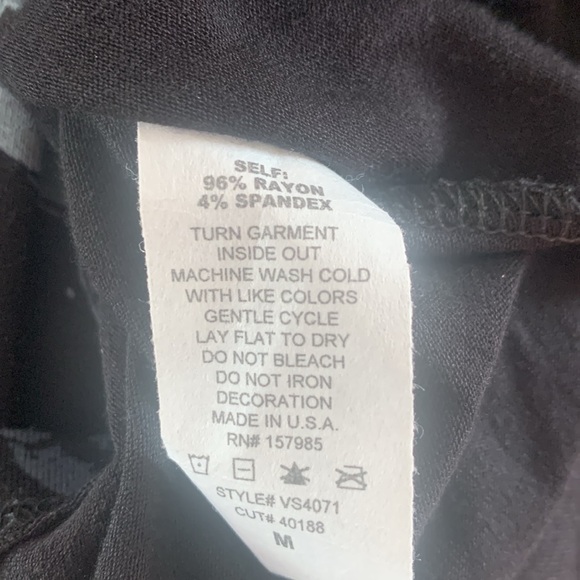 SELF:
96% RAYON
4% SPANDEX
TURN GARMENT
INSIDE OUT
MACHINE WASH COLD
WITH LIKE COLORS
GENTLE CYCLE
LAY FLAT TO DRY
DO NOT BLEACH
DO NOT IRON
DECORATION
MADE IN U.S.A.
RN# 157985
STYLE# VS4071
CUT# 40188
M